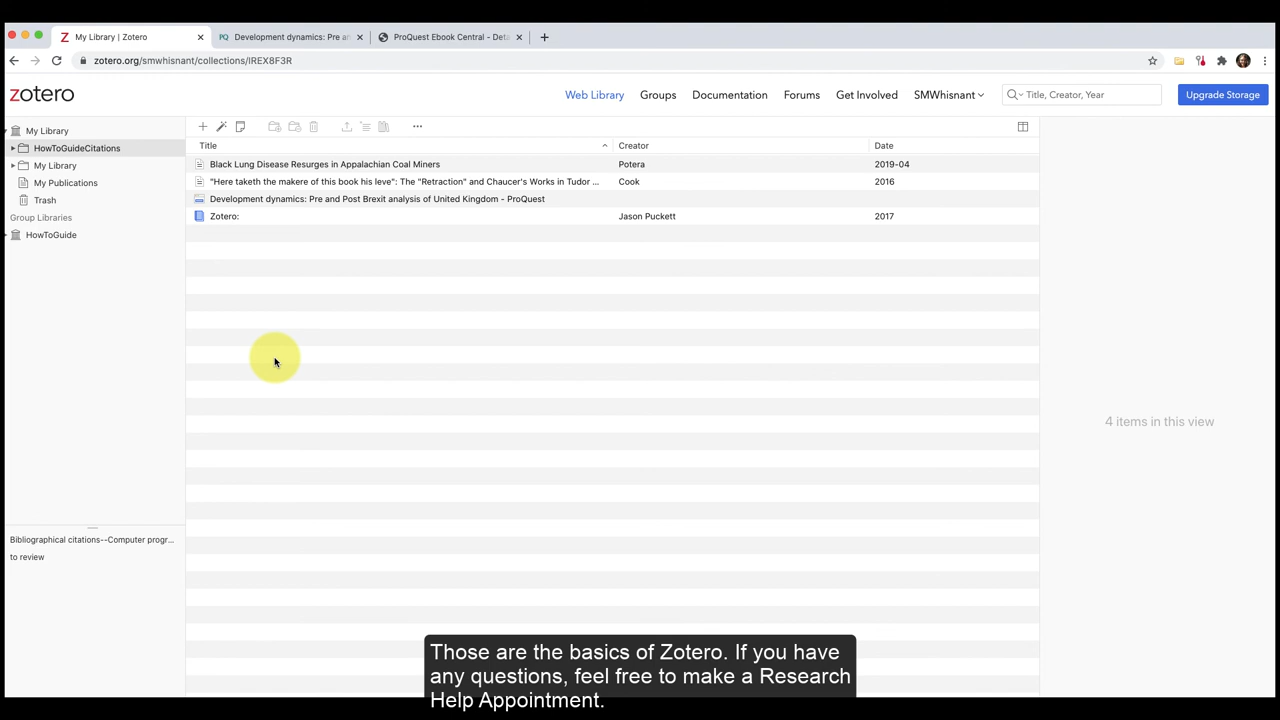 My Library | Zotero
Development dynamics: Pre an
ProQuest Ebook Central - Deta
zotero.org/smwhisnant/collections/IREX8F3R
zotero
Web Library
Groups
Documentation
Forums
Get Involved
SMWhisnant
Title, Creator, Year
Upgrade Storage
My Library
HowToGuideCitations
My Library
My Publications
Trash
Group Libraries
HowToGuide
Title Creator Date
Black Lung Disease Resurges in Appalachian Coal Miners Potera 2019-04
"Here taketh the makere of this book his leve": The "Retraction" and Chaucer's Works in Tudor ... Cook 2016
Development dynamics: Pre and Post Brexit analysis of United Kingdom - ProQuest
Zotero: Jason Puckett 2017
4 items in this view
Bibliographical citations--Computer progr...
to review
Those are the basics of Zotero. If you have
any questions, feel free to make a Research
Help Appointment.